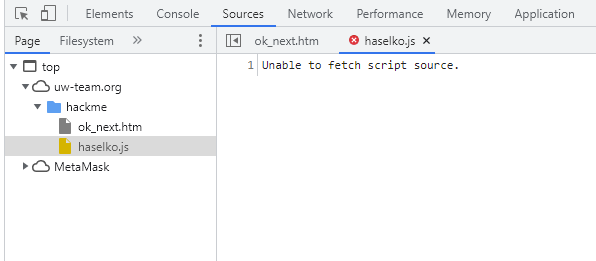 Elements Console Sources Network Performance Memory Application
Page Filesystem » ok_next.htm haselko.js ×
top
1 Unable to fetch script source.
uw-team.org
hackme
ok_next.htm
haselko.js
MetaMask